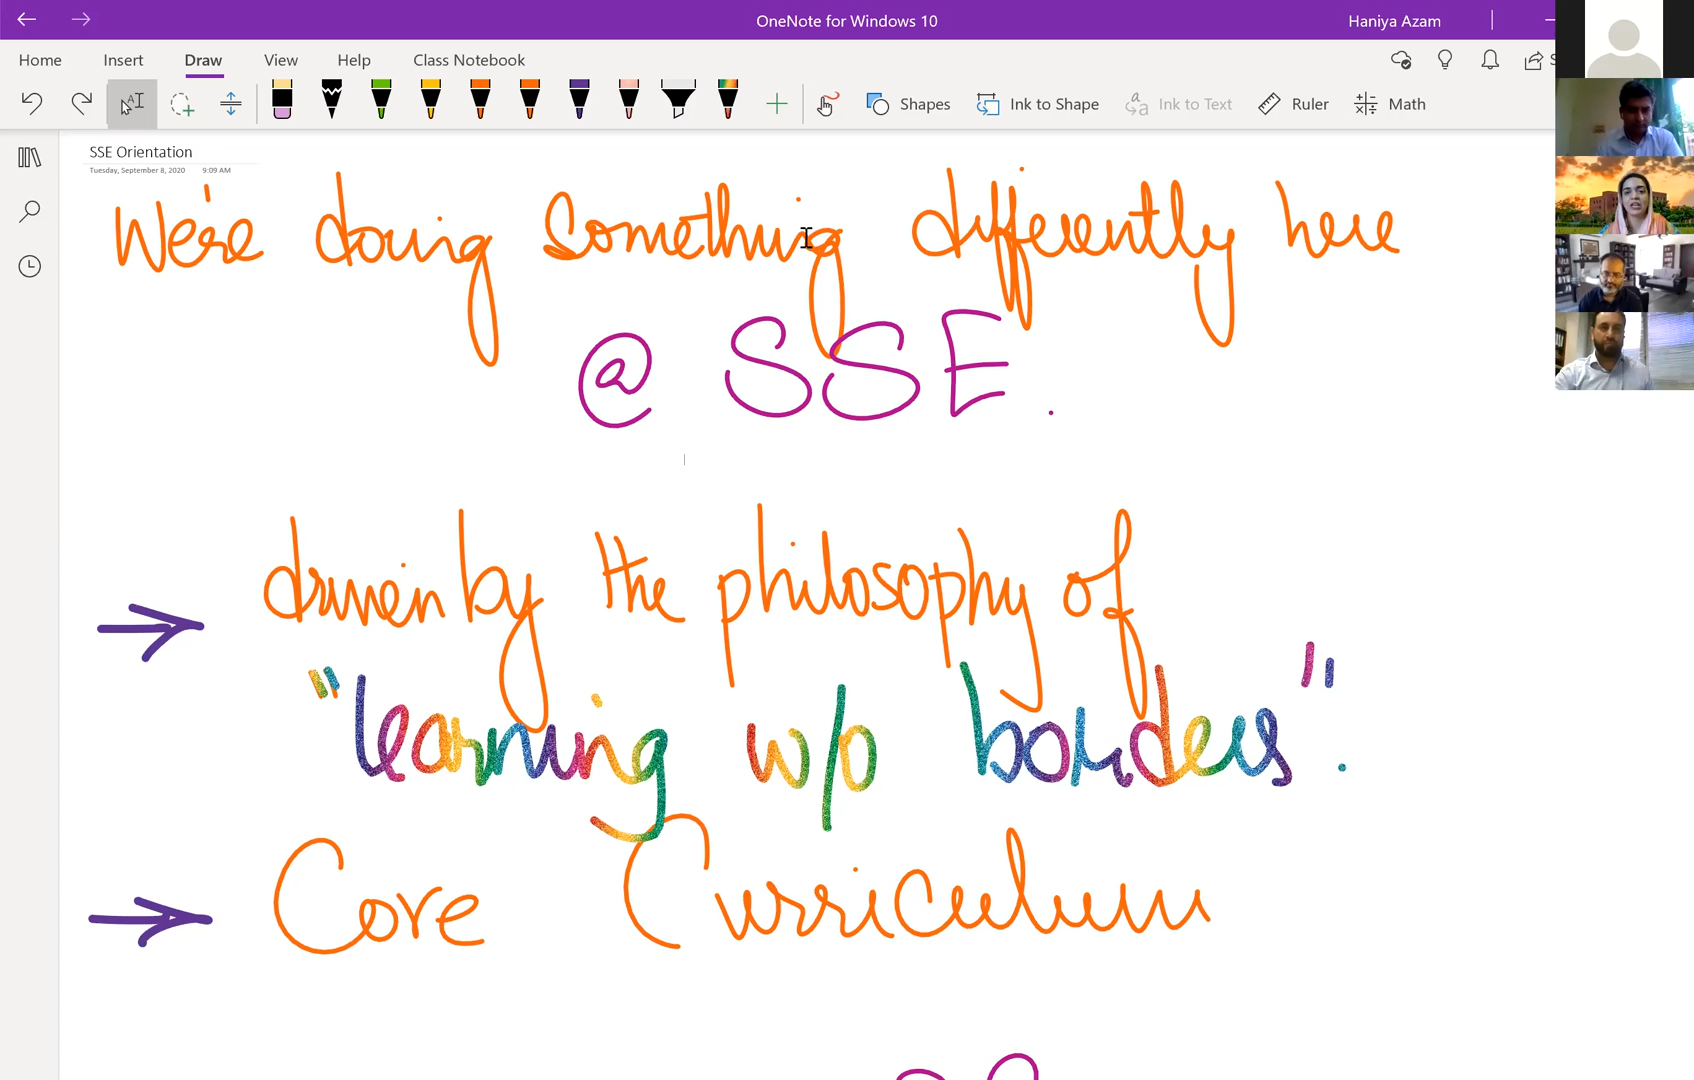 OneNote for Windows 10
Haniya Azam
Home Insert Draw View Help Class Notebook
Shapes Ink to Shape Ink to Text Ruler Math
SSE Orientation
Tuesday, September 8, 2020 9:09 AM
We're doing something differently here
@ SSE.
driven by the philosophy of
"learning w/o borders".
Core Curriculum